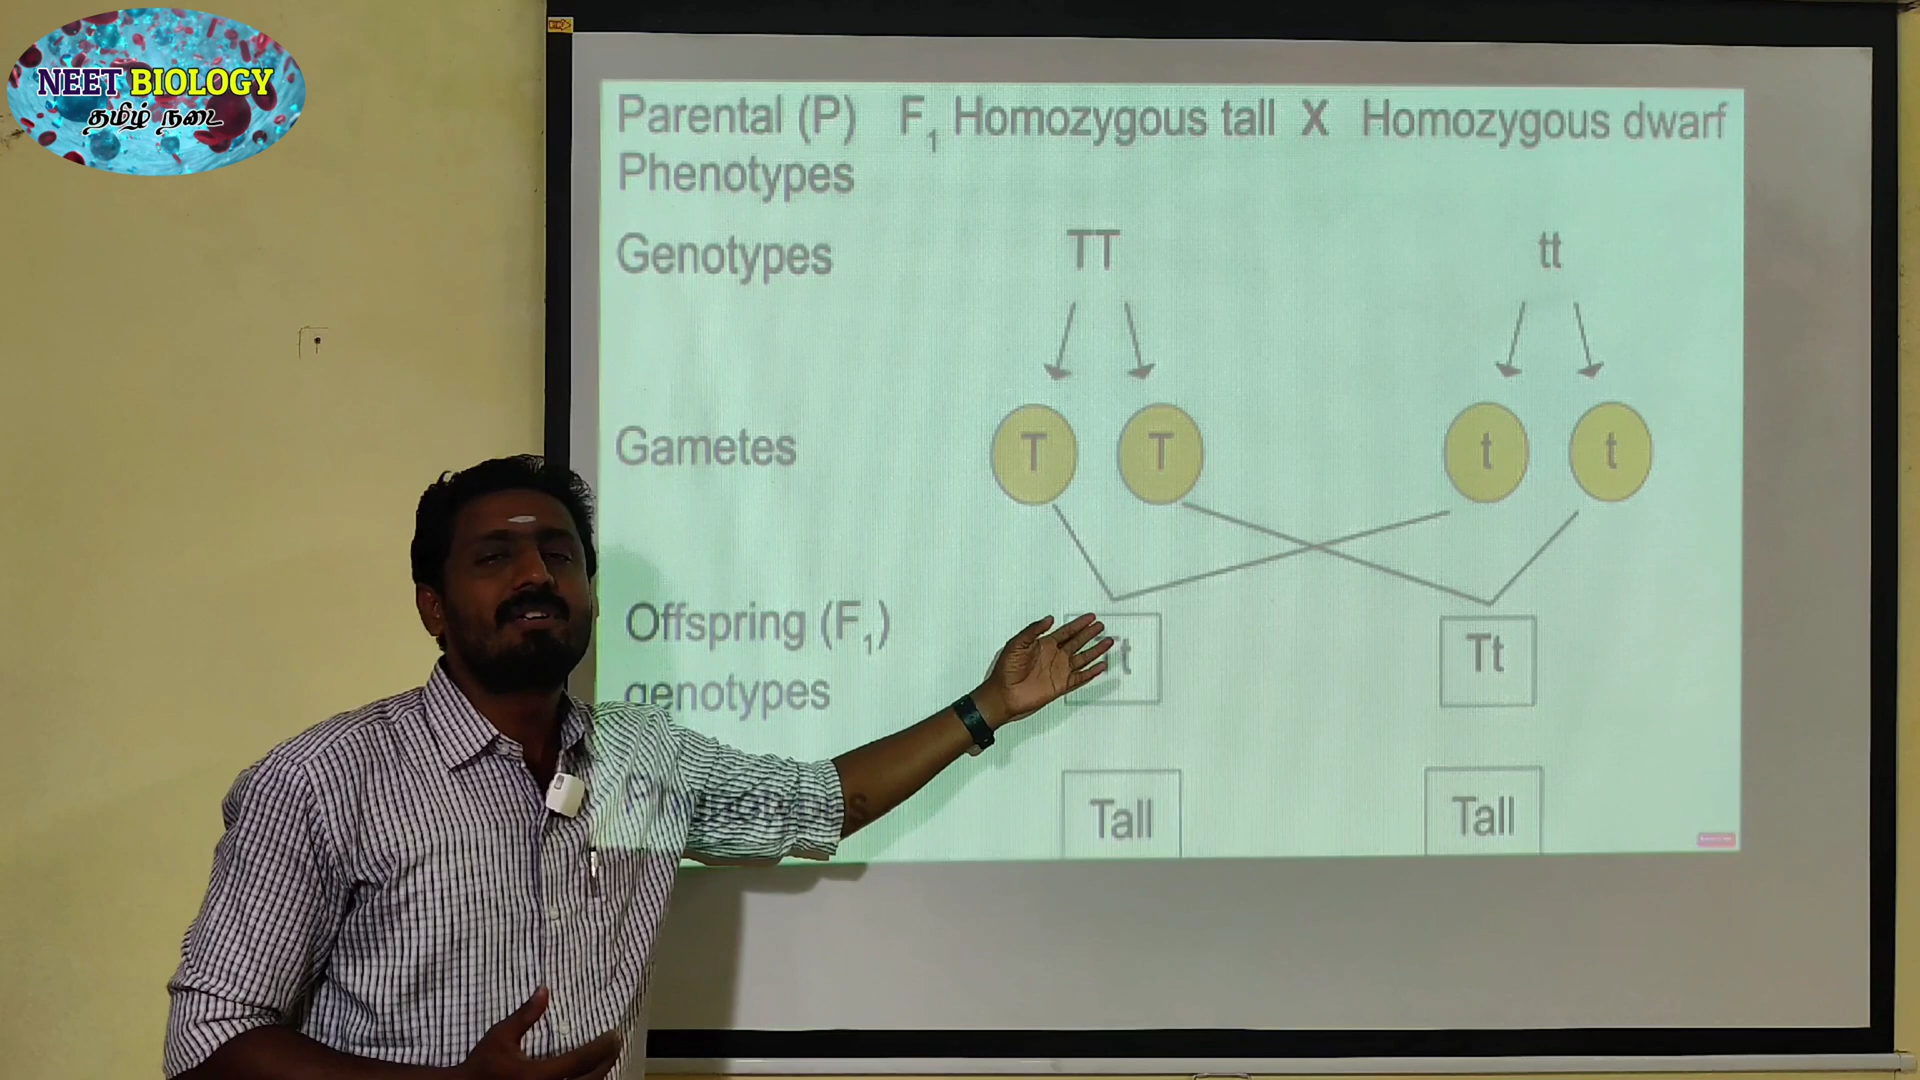 NEET BIOLOGY
தமிழ் நடை
Parental (P) F1 Homozygous tall X Homozygous dwarf
Phenotypes
Genotypes TT tt
Gametes T T t t
Offspring (F1) Tt
genotypes
Tall Tall